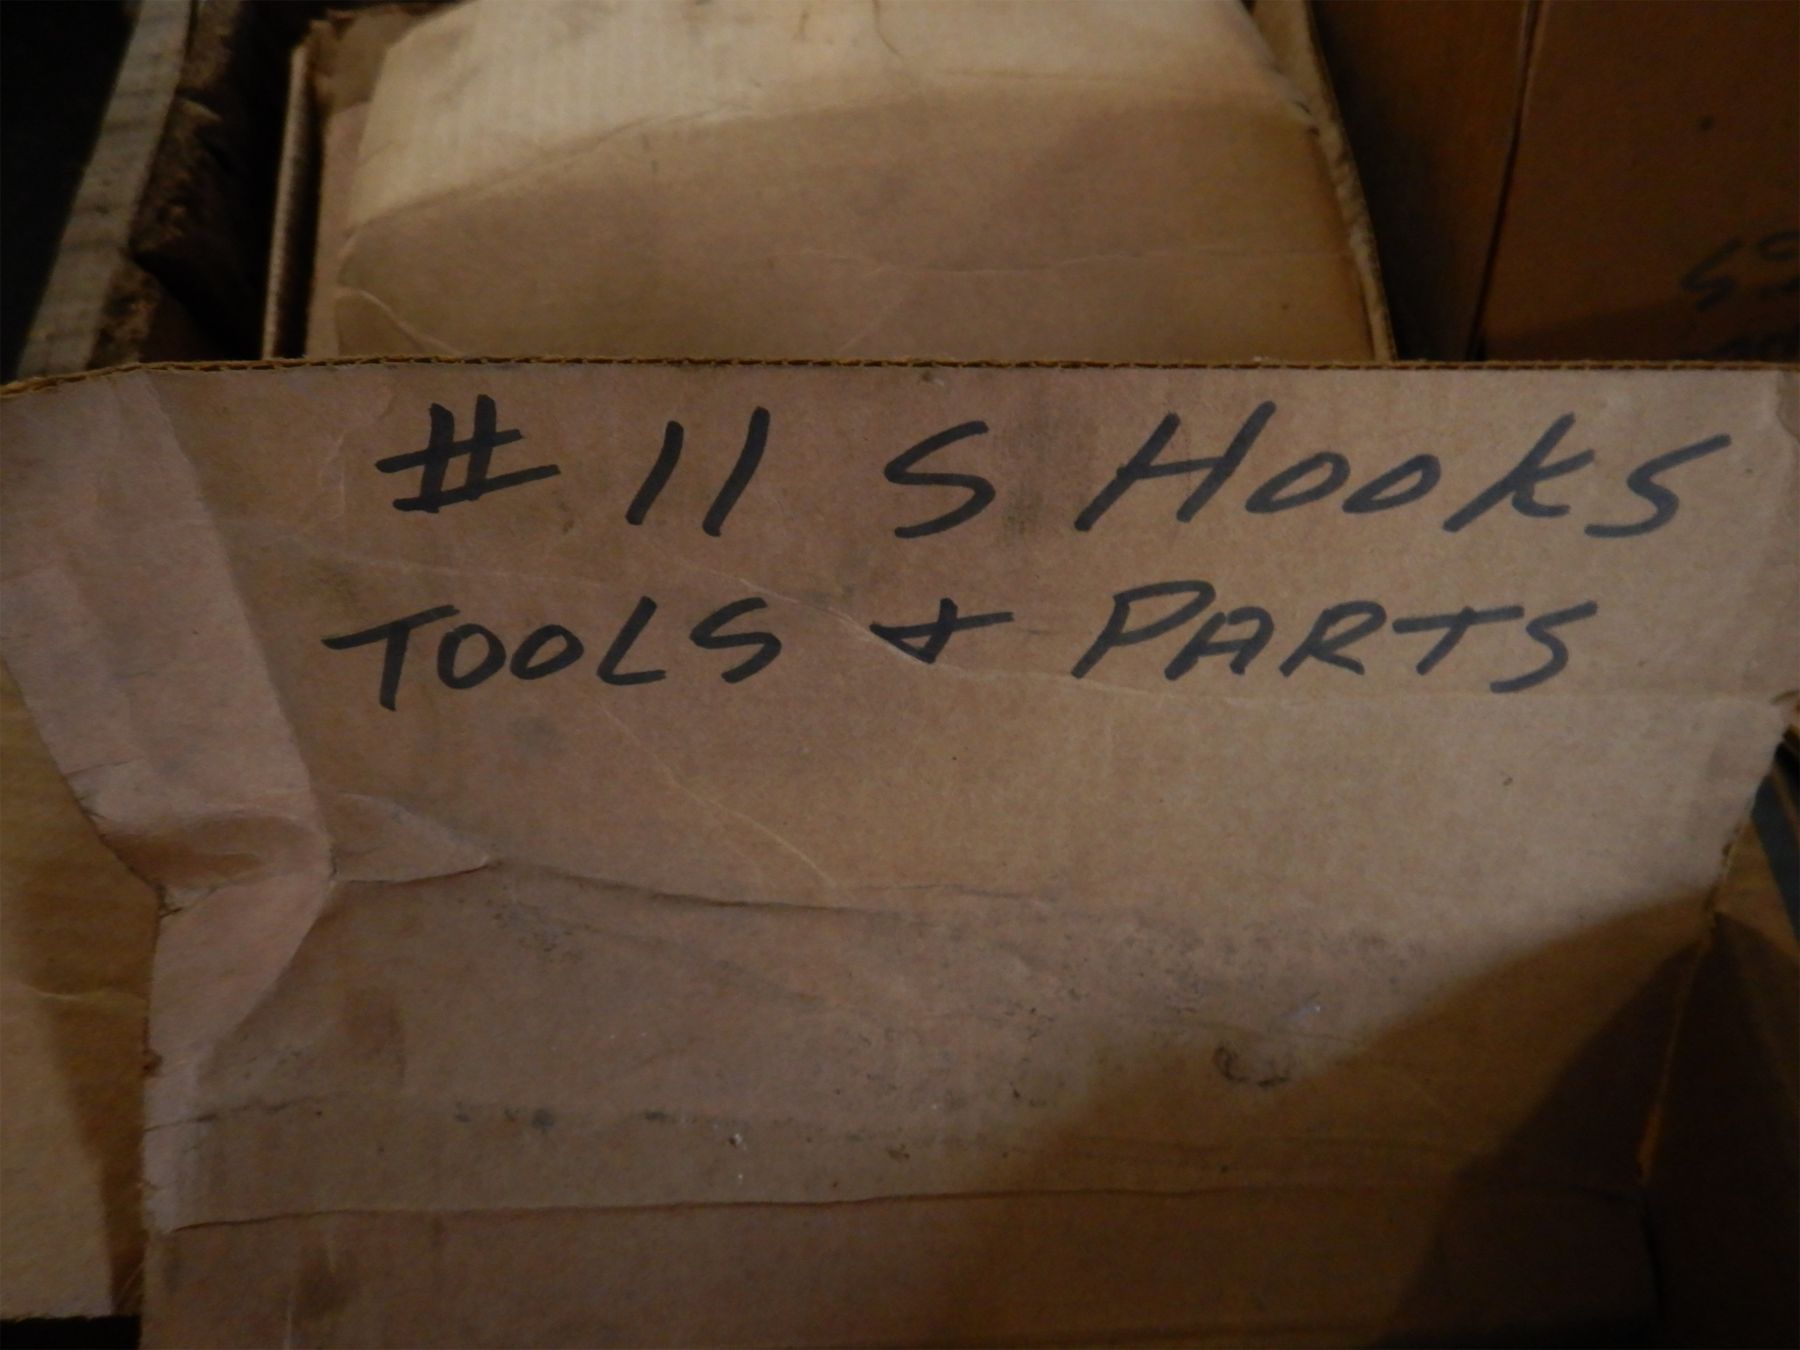 # 11 S HOOKS
TOOLS + PARTS